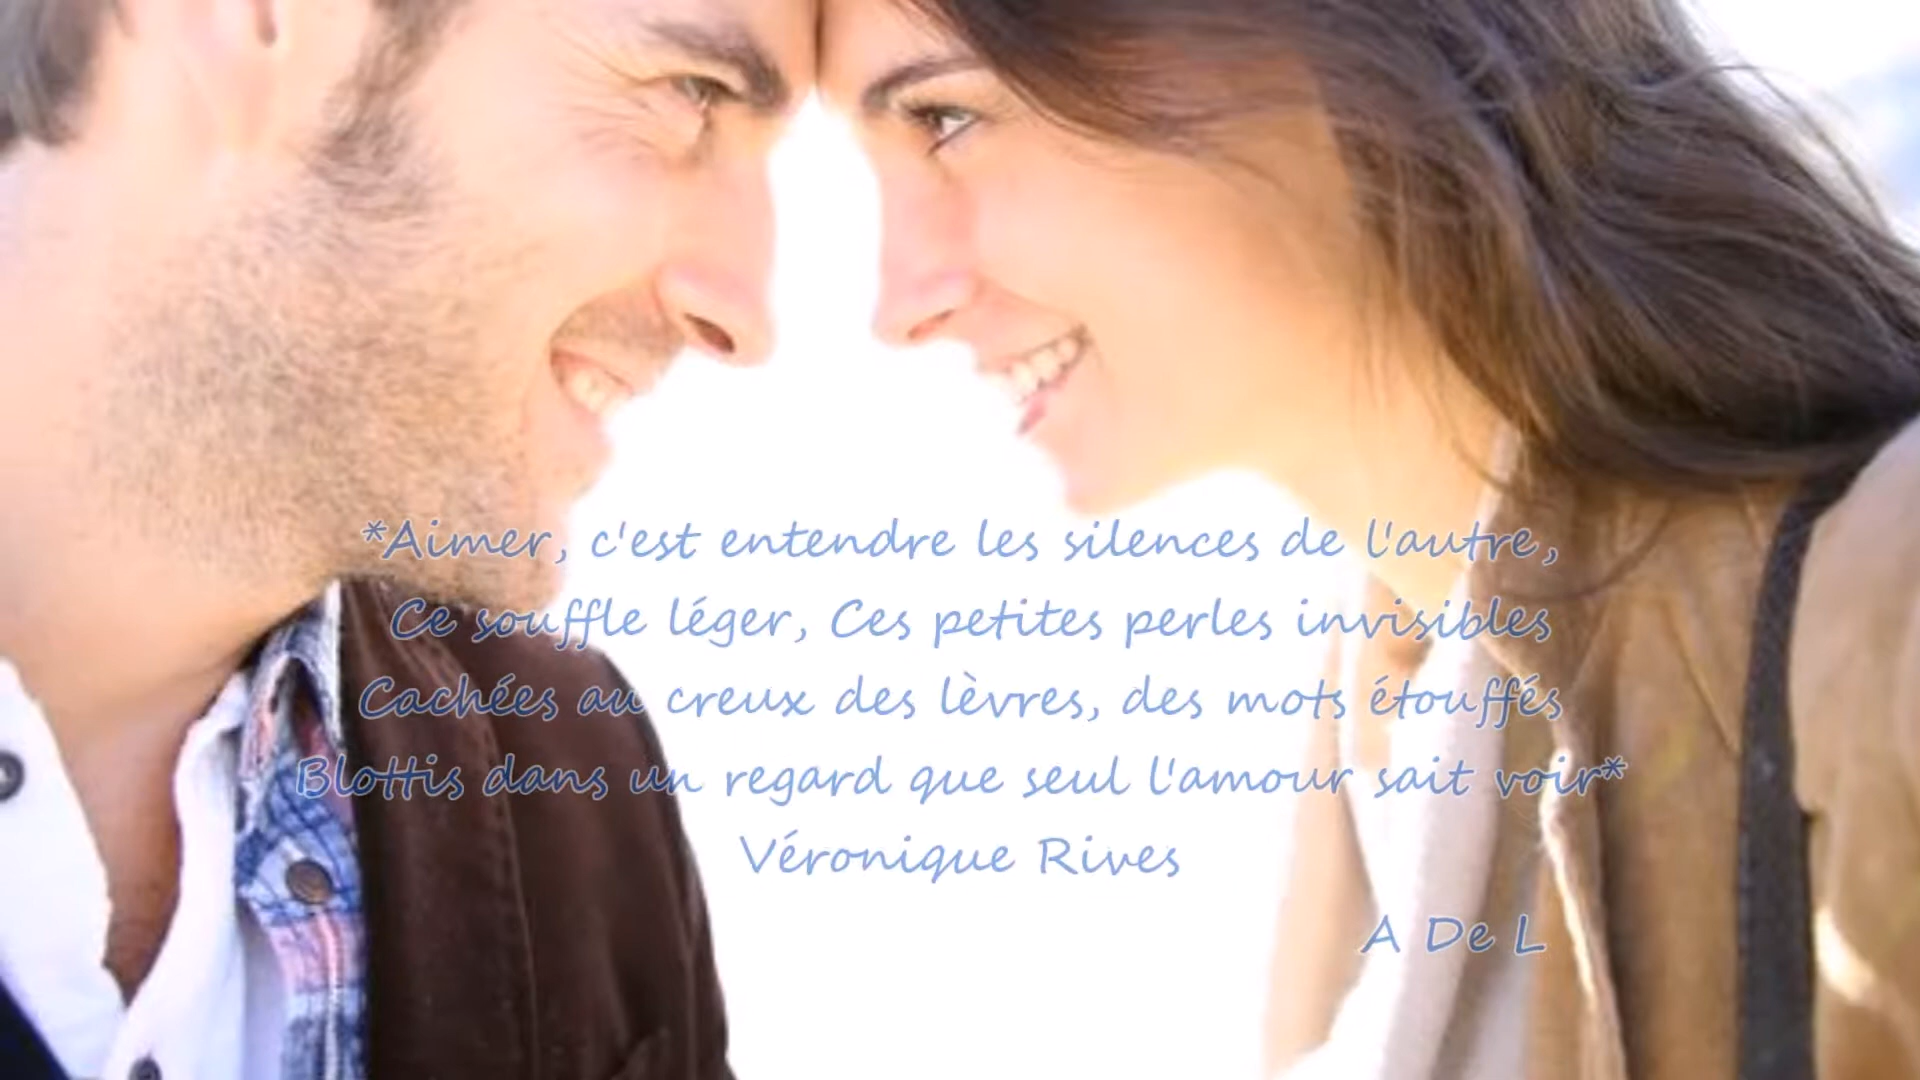 *Aimer, c'est entendre les silences de l'autre,
Ce souffle léger, Ces petites perles invisibles
Cachées au creux des lèvres, des mots étouffés
Blottis dans un regard que seul l'amour sait voir*
Véronique Rives
A De L